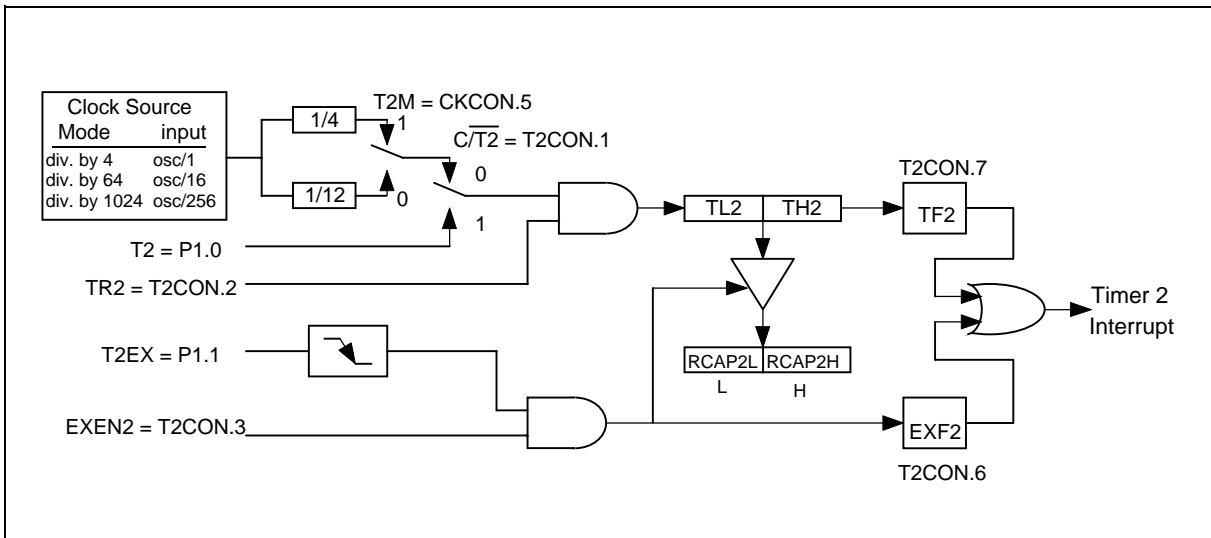 Clock Source
Mode input
div. by 4 osc/1
div. by 64 osc/16
div. by 1024 osc/256
1/4
1/12
T2M = CKCON.5
1
0
C/T2 = T2CON.1
0
1
T2 = P1.0
TR2 = T2CON.2
TL2 TH2
T2CON.7
TF2
Timer 2
Interrupt
T2EX = P1.1
RCAP2L RCAP2H
L H
EXEN2 = T2CON.3
EXF2
T2CON.6